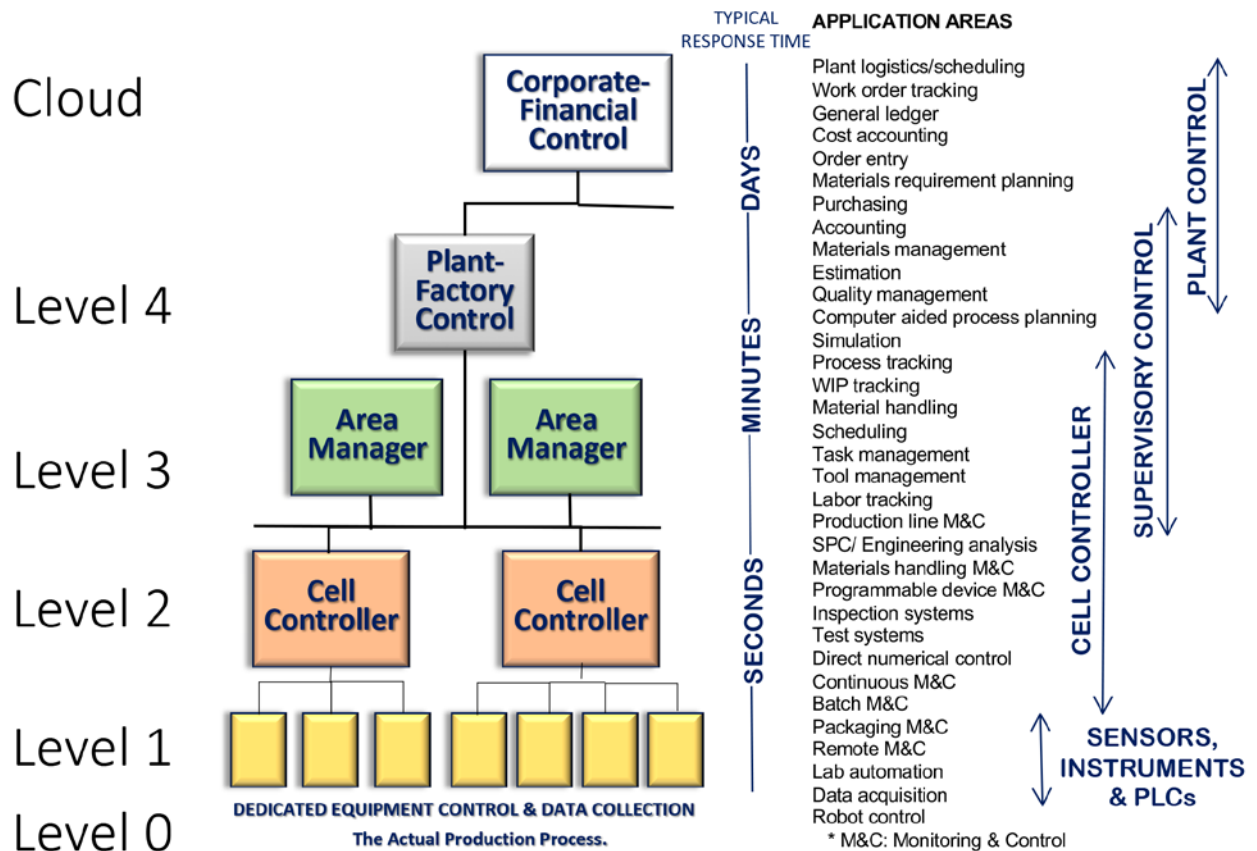 Cloud
Level 4
Level 3
Level 2
Level 1
Level 0
Corporate-
Financial
Control
Plant-
Factory
Control
Area
Manager
Area
Manager
Cell
Controller
Cell
Controller
DEDICATED EQUIPMENT CONTROL & DATA COLLECTION
The Actual Production Process.
TYPICAL
RESPONSE TIME
DAYS
MINUTES
SECONDS
APPLICATION AREAS
Plant logistics/scheduling
Work order tracking
General ledger
Cost accounting
Order entry
Materials requirement planning
Purchasing
Accounting
Materials management
Estimation
Quality management
Computer aided process planning
Simulation
Process tracking
WIP tracking
Material handling
Scheduling
Task management
Tool management
Labor tracking
Production line M&C
SPC/ Engineering analysis
Materials handling M&C
Programmable device M&C
Inspection systems
Test systems
Direct numerical control
Continuous M&C
Batch M&C
Packaging M&C
Remote M&C
Lab automation
Data acquisition
Robot control
* M&C: Monitoring & Control
PLANT CONTROL
SUPERVISORY CONTROL
CELL CONTROLLER
SENSORS,
INSTRUMENTS
& PLCs